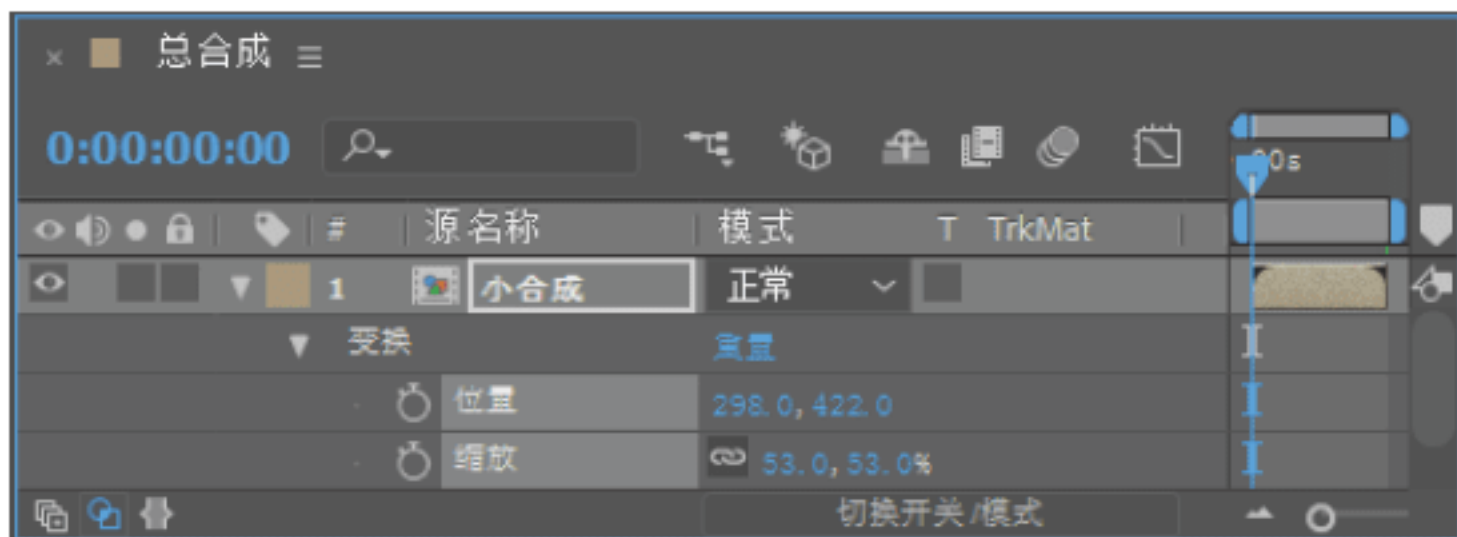 × 总合成 ≡
0:00:00:00 00s
# 源名称 模式 T TrkMat
1 小合成 正常
变换 重置
位置 298.0, 422.0
缩放 53.0, 53.0%
切换开关/模式